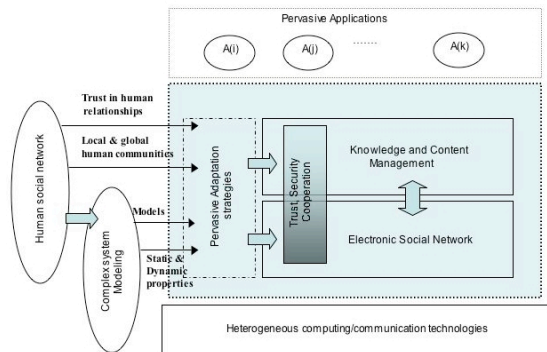 Pervasive Applications
A(i)
A(j)
........
A(k)
Trust in human
relationships
Local & global
human communities
Human social network
Models
Complex system
Modeling
Static &
Dynamic
properties
Pervasive Adaptation
strategies
Trust, Security
Cooperation
Knowledge and Content
Management
Electronic Social Network
Heterogeneous computing/communication technologies